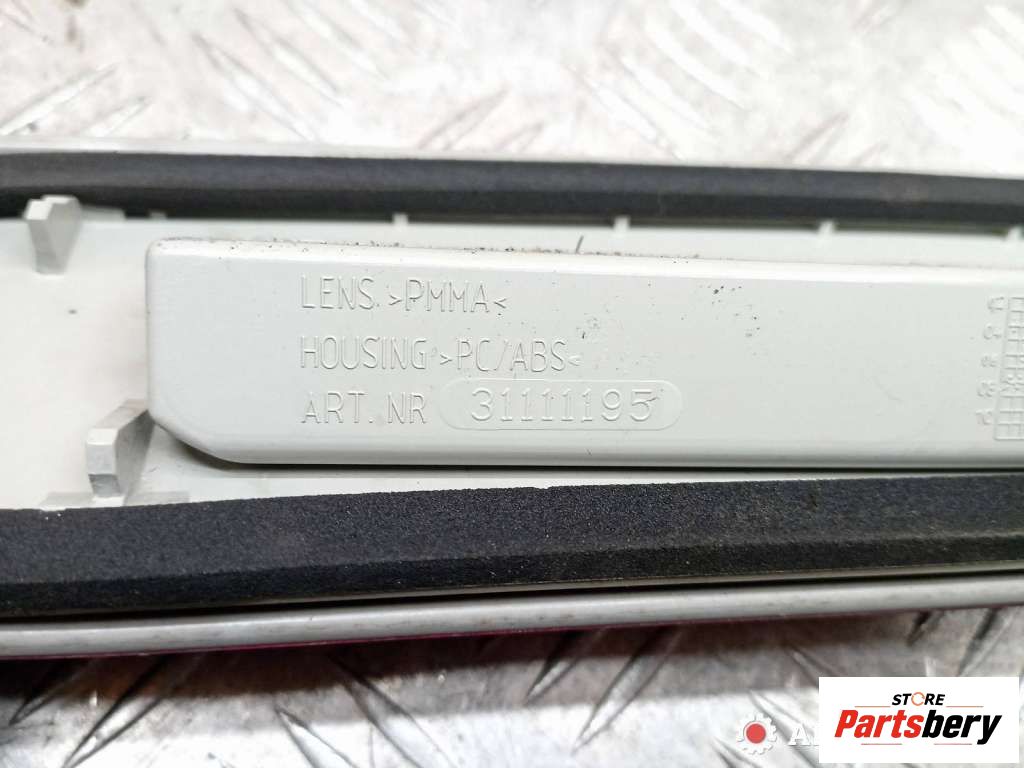 LENS >PMMA<
HOUSING >PC/ABS<
ART. NR 31111195
STORE
Partsbery